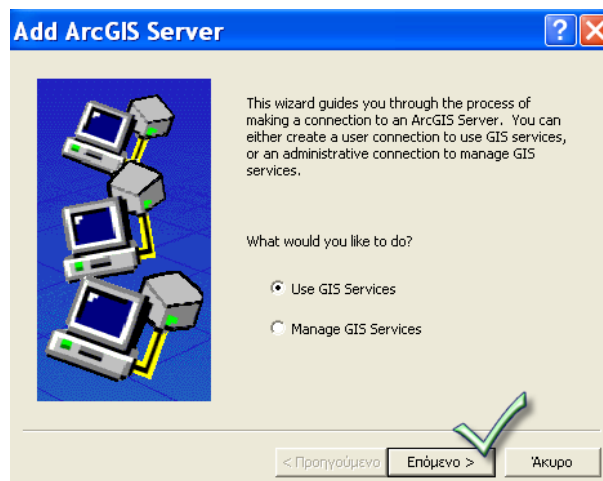 Add ArcGIS Server
This wizard guides you through the process of
making a connection to an ArcGIS Server. You can
either create a user connection to use GIS services,
or an administrative connection to manage GIS
services.
What would you like to do?
Use GIS Services
Manage GIS Services
< Προηγούμενο Επόμενο > Άκυρο